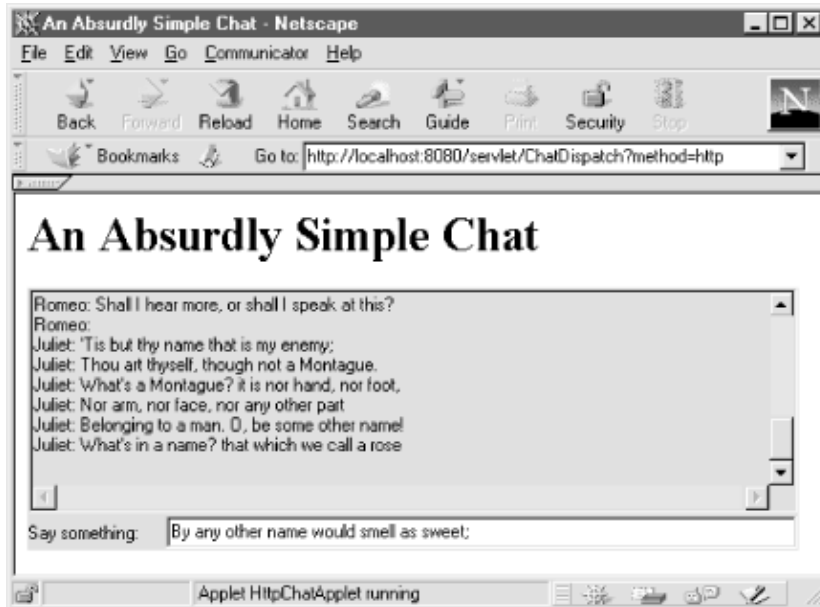 An Absurdly Simple Chat - Netscape
File Edit View Go Communicator Help
Back Forward Reload Home Search Guide Print Security Stop
N
Bookmarks Go to: http://localhost:8080/servlet/ChatDispatch?method=http
An Absurdly Simple Chat
Romeo: Shall I hear more, or shall I speak at this?
Romeo:
Juliet: 'Tis but thy name that is my enemy;
Juliet: Thou art thyself, though not a Montague.
Juliet: What's a Montague? it is nor hand, nor foot,
Juliet: Nor arm, nor face, nor any other part
Juliet: Belonging to a man. O, be some other name!
Juliet: What's in a name? that which we call a rose
Say something: By any other name would smell as sweet;
Applet HttpChatApplet running